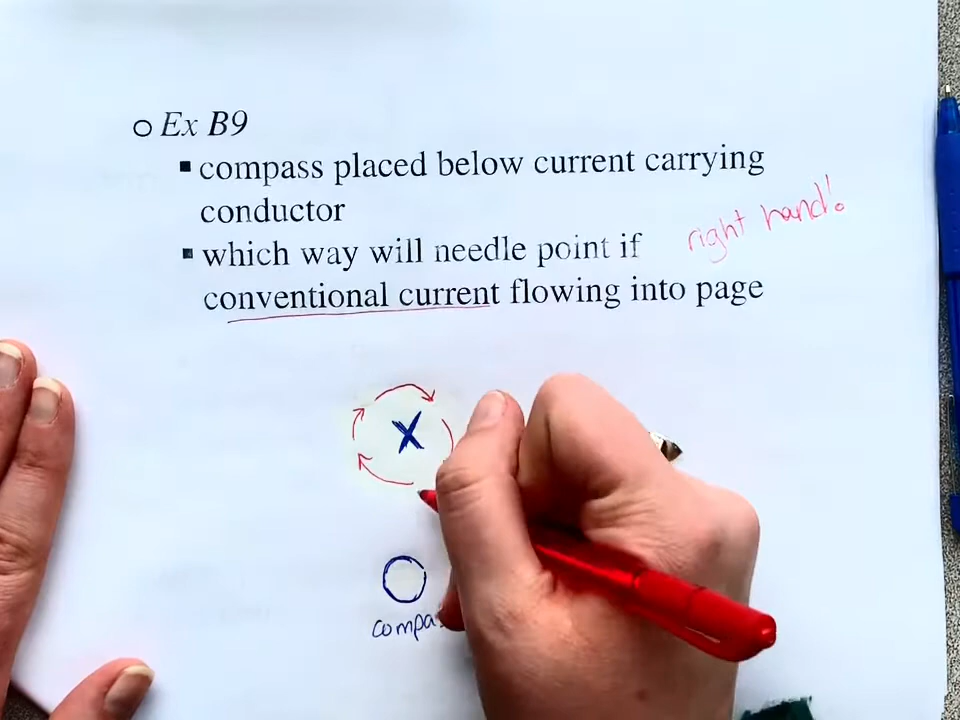 Ex B9
compass placed below current carrying
conductor
which way will needle point if right hand!
conventional current flowing into page
X